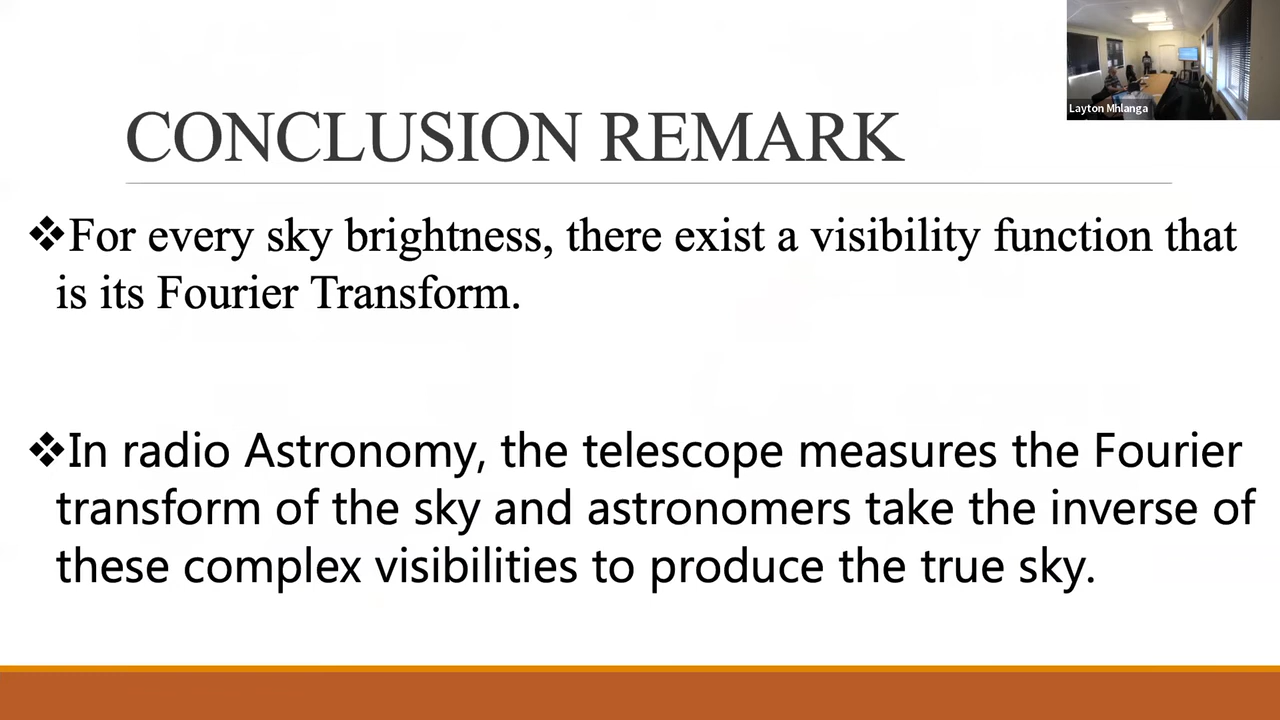 Layton Mhlanga
CONCLUSION REMARK
❖For every sky brightness, there exist a visibility function that
is its Fourier Transform.
❖In radio Astronomy, the telescope measures the Fourier
transform of the sky and astronomers take the inverse of
these complex visibilities to produce the true sky.